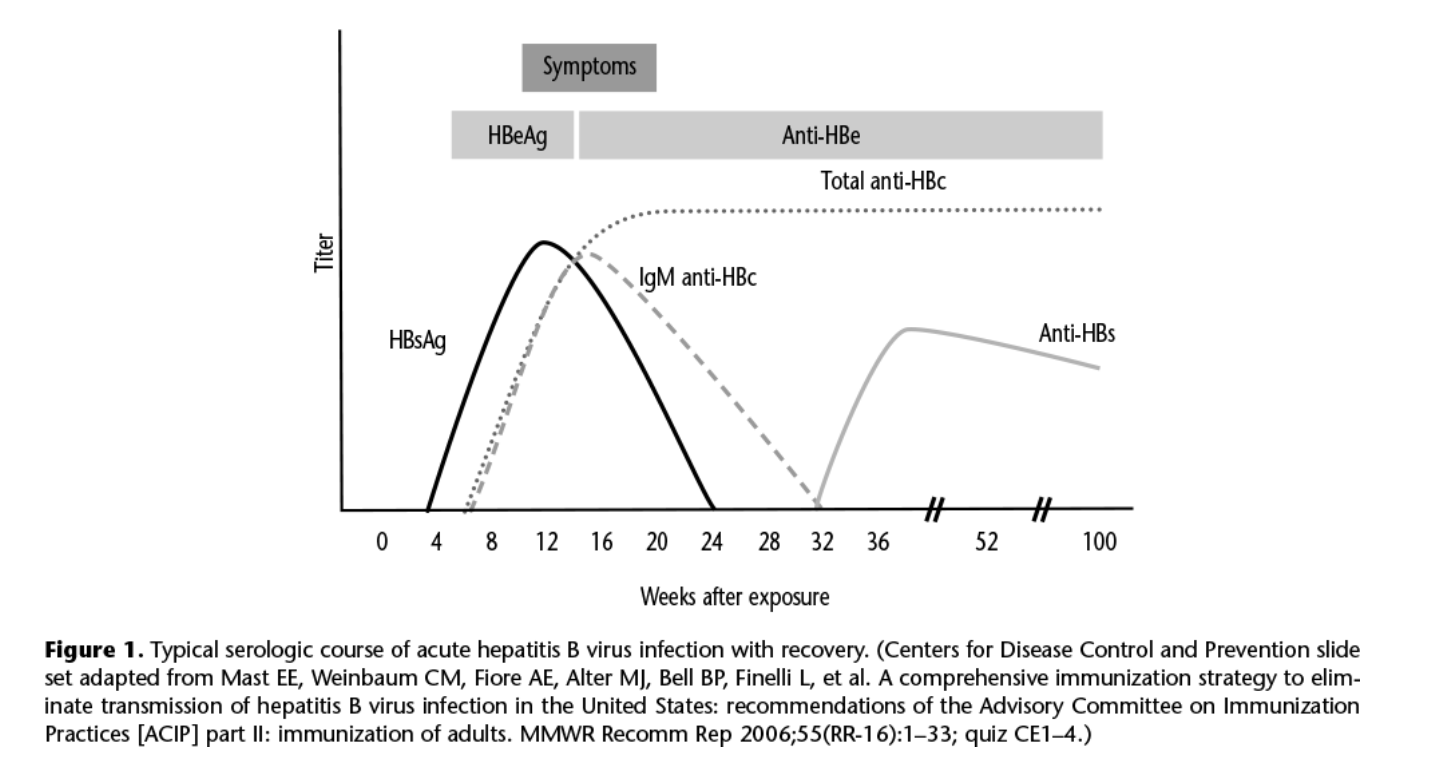 Symptoms
HBeAg
Anti-HBe
Total anti-HBc
Titer
IgM anti-HBc
HBsAg
Anti-HBs
0 4 8 12 16 20 24 28 32 36 52 100
Weeks after exposure
Figure 1. Typical serologic course of acute hepatitis B virus infection with recovery. (Centers for Disease Control and Prevention slide
set adapted from Mast EE, Weinbaum CM, Fiore AE, Alter MJ, Bell BP, Finelli L, et al. A comprehensive immunization strategy to elim-
inate transmission of hepatitis B virus infection in the United States: recommendations of the Advisory Committee on Immunization
Practices [ACIP] part II: immunization of adults. MMWR Recomm Rep 2006;55(RR-16):1–33; quiz CE1–4.)